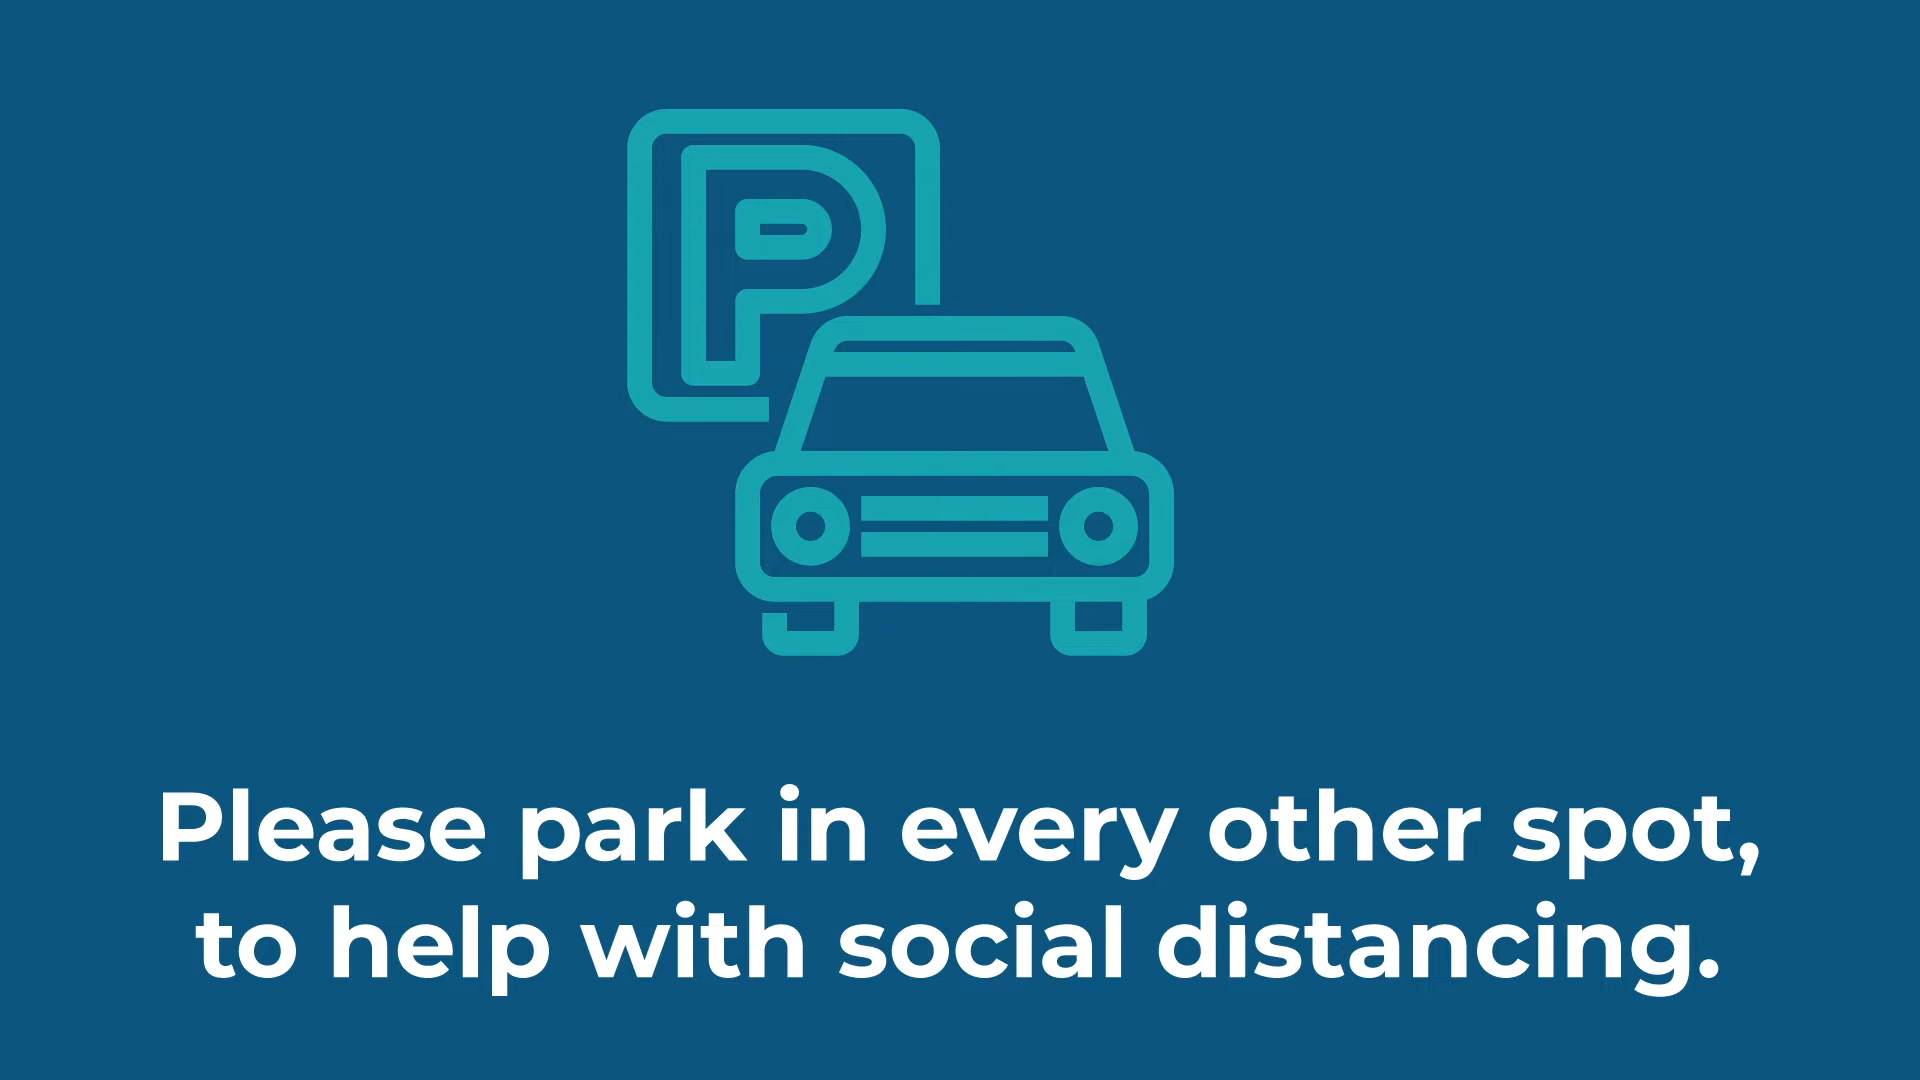 P
Please park in every other spot,
to help with social distancing.